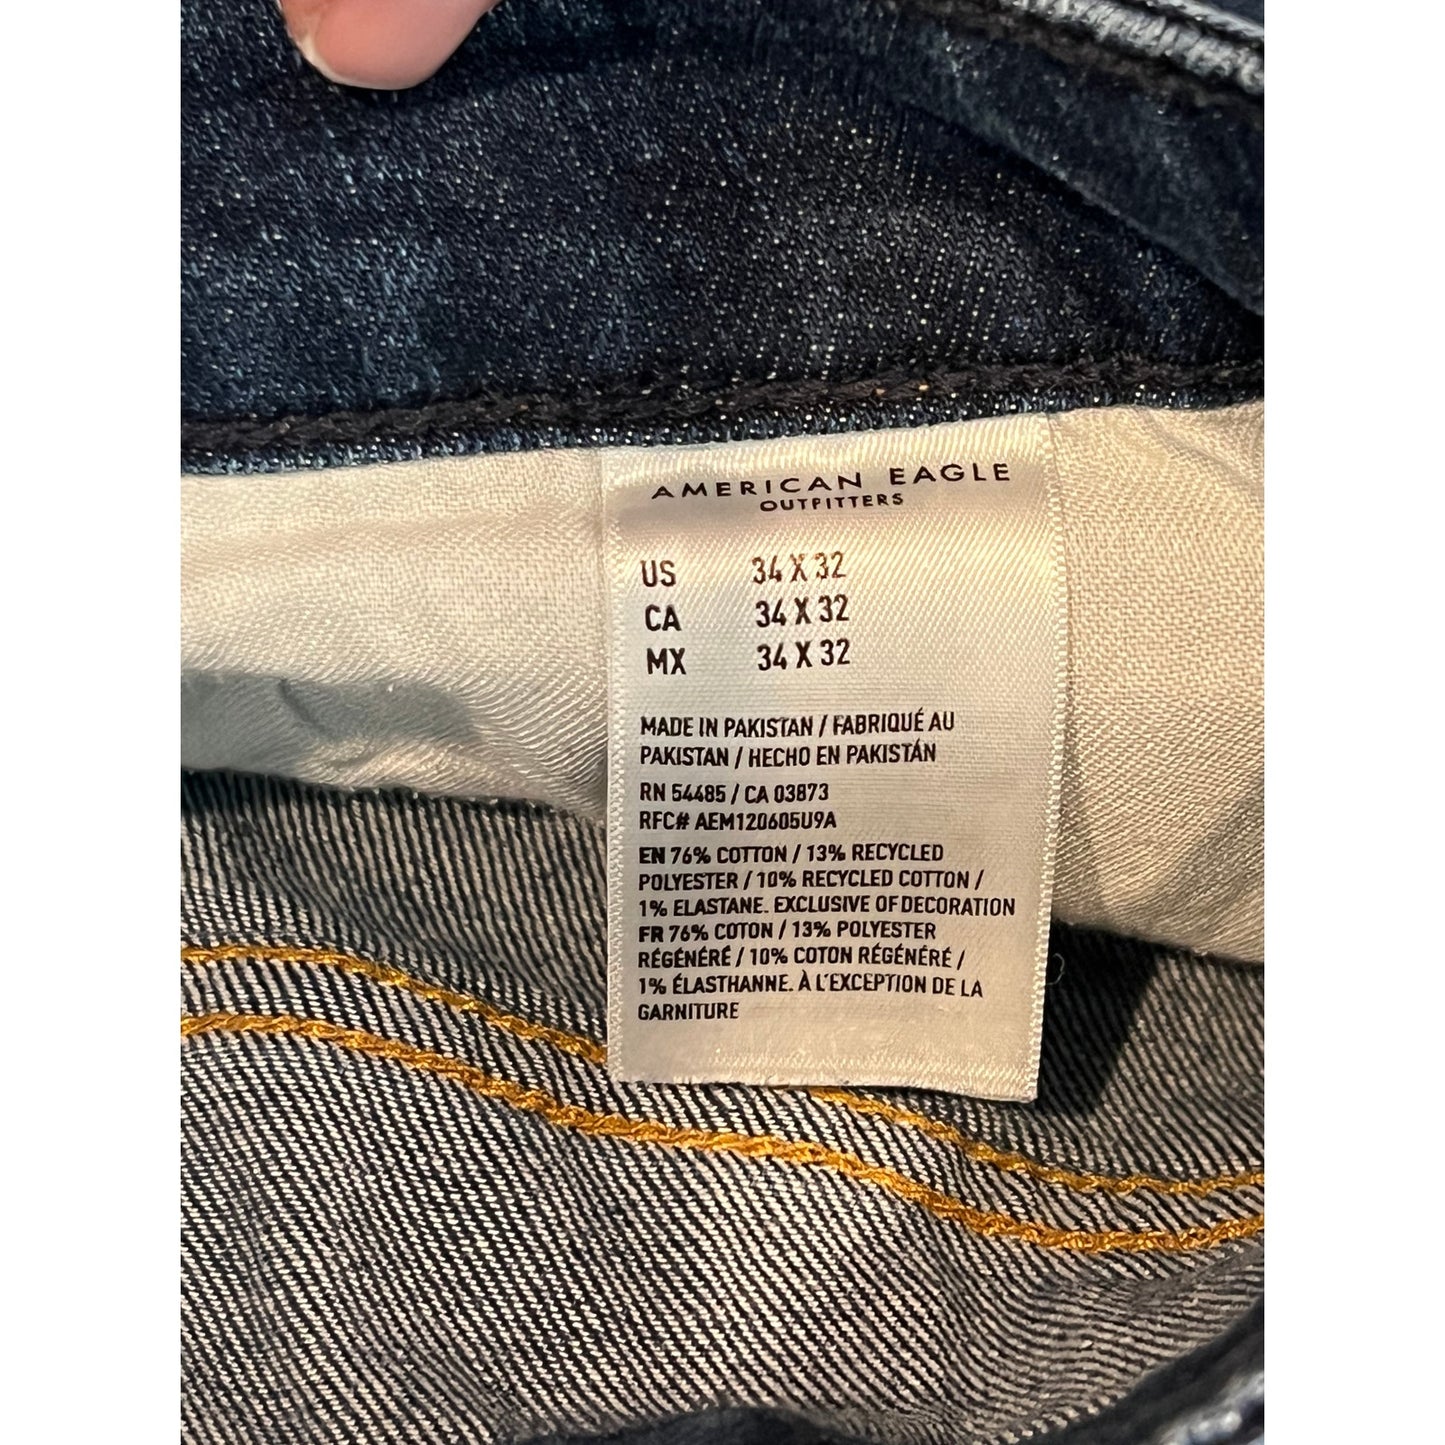 AMERICAN EAGLE
OUTFITTERS
US 34 X 32
CA 34 X 32
MX 34 X 32
MADE IN PAKISTAN / FABRIQUÉ AU
PAKISTAN / HECHO EN PAKISTÁN
RN 54485 / CA 03873
RFC# AEM120605U9A
EN 76% COTTON / 13% RECYCLED
POLYESTER / 10% RECYCLED COTTON /
1% ELASTANE. EXCLUSIVE OF DECORATION
FR 76% COTON / 13% POLYESTER
RÉGÉNÉRÉ / 10% COTON RÉGÉNÉRÉ /
1% ÉLASTHANNE. À L'EXCEPTION DE LA
GARNITURE